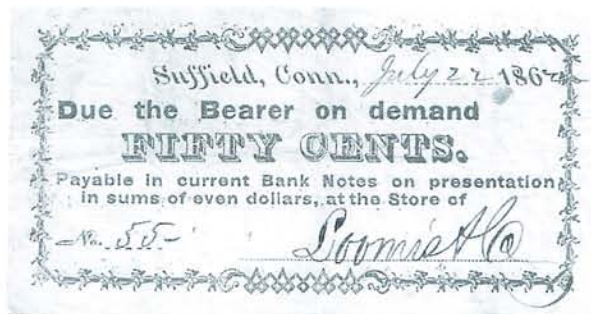 Suffield, Conn., July 22 1862
Due the Bearer on demand
FIFTY CENTS.
Payable in current Bank Notes on presentation
in sums of even dollars, at the Store of
No. 55- Loomis & Co